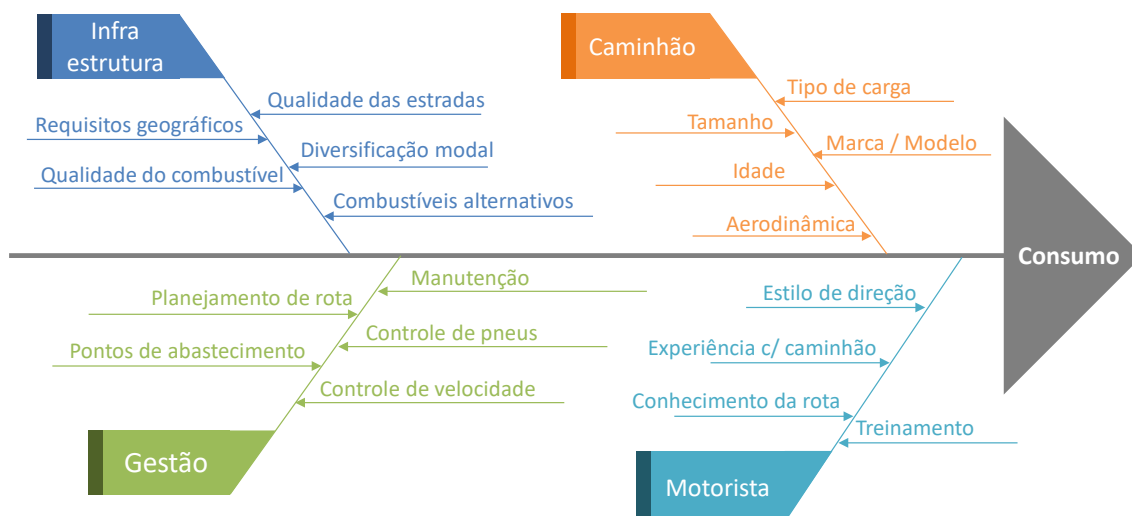 Infra
estrutura
Qualidade das estradas
Requisitos geográficos
Diversificação modal
Qualidade do combustível
Combustíveis alternativos
Caminhão
Tipo de carga
Tamanho
Marca / Modelo
Idade
Aerodinâmica
Consumo
Manutenção
Planejamento de rota
Controle de pneus
Pontos de abastecimento
Controle de velocidade
Gestão
Estilo de direção
Experiência c/ caminhão
Conhecimento da rota
Treinamento
Motorista